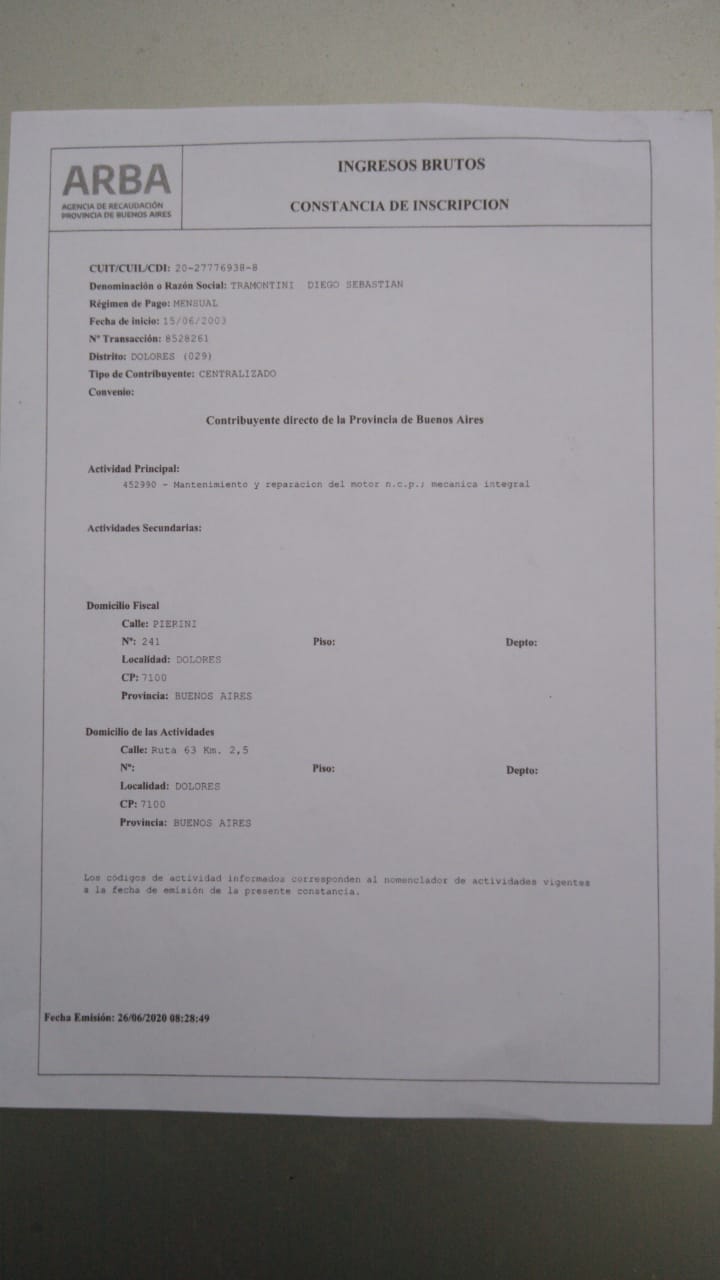 ARBA
AGENCIA DE RECAUDACIÓN
PROVINCIA DE BUENOS AIRES
INGRESOS BRUTOS
CONSTANCIA DE INSCRIPCION
CUIT/CUIL/CDI: 20-27776938-8
Denominación o Razón Social: TRAMONTINI DIEGO SEBASTIAN
Régimen de Pago: MENSUAL
Fecha de inicio: 15/06/2003
Nº Transacción: 8528261
Distrito: DOLORES (029)
Tipo de Contribuyente: CENTRALIZADO
Convenio:
Contribuyente directo de la Provincia de Buenos Aires
Actividad Principal:
452990 - Mantenimiento y reparacion del motor n.c.p.; mecanica integral
Actividades Secundarias:
Domicilio Fiscal
Calle: PIERINI
Nº: 241 Piso: Depto:
Localidad: DOLORES
CP: 7100
Provincia: BUENOS AIRES
Domicilio de las Actividades
Calle: Ruta 63 Km. 2,5
Nº: Piso: Depto:
Localidad: DOLORES
CP: 7100
Provincia: BUENOS AIRES
Los códigos de actividad informados corresponden al nomenclador de actividades vigentes
a la fecha de emisión de la presente constancia.
Fecha Emisión: 26/06/2020 08:28:49